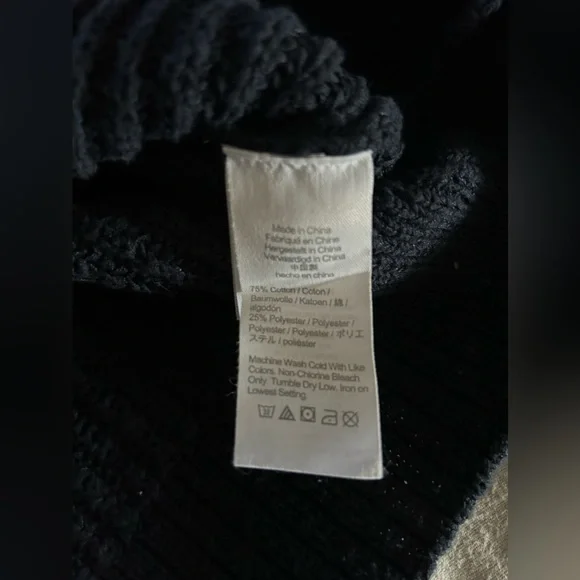 Made in China
Fabriqué en Chine
Hergestellt in China
Vervaardigd in China
中国製
hecho en china
75% Cotton / Coton /
Baumwolle / Katoen / 綿 /
algodón
25% Polyester / Polyester /
Polyester / Polyester / ポリエ
ステル / poliéster
Machine Wash Cold With Like
Colors, Non-Chlorine Bleach
Only. Tumble Dry Low, Iron on
Lowest Setting